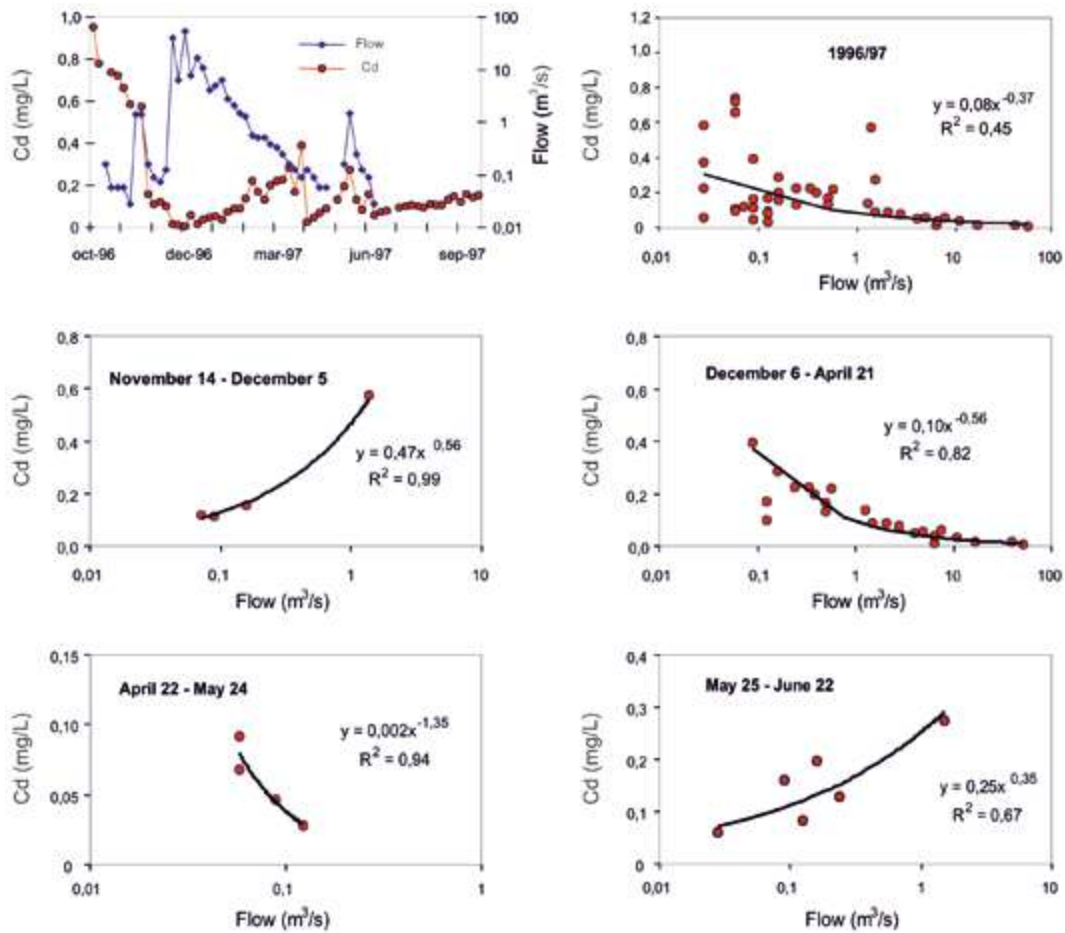 1,0
0,8
0,6
0,4
0,2
0
Cd (mg/L)
100
10
1
0,1
0,01
Flow (m³/s)
Flow
Cd
oct-96 dec-96 mar-97 jun-97 sep-97
1,2
1,0
0,8
0,6
0,4
0,2
0
Cd (mg/L)
1996/97
y = 0,08x^-0,37
R² = 0,45
0,01 0,1 1 10 100
Flow (m³/s)
0,8
0,6
0,4
0,2
0,0
Cd (mg/L)
November 14 - December 5
y = 0,47x^0,56
R² = 0,99
0,01 0,1 1 10
Flow (m³/s)
0,8
0,6
0,4
0,2
0,0
Cd (mg/L)
December 6 - April 21
y = 0,10x^-0,56
R² = 0,82
0,01 0,1 1 10 100
Flow (m³/s)
0,15
0,10
0,05
0
Cd (mg/L)
April 22 - May 24
y = 0,002x^-1,35
R² = 0,94
0,01 0,1 1
Flow (m³/s)
0,4
0,3
0,2
0,1
0
Cd (mg/L)
May 25 - June 22
y = 0,25x^0,35
R² = 0,67
0,01 0,1 1 10
Flow (m³/s)